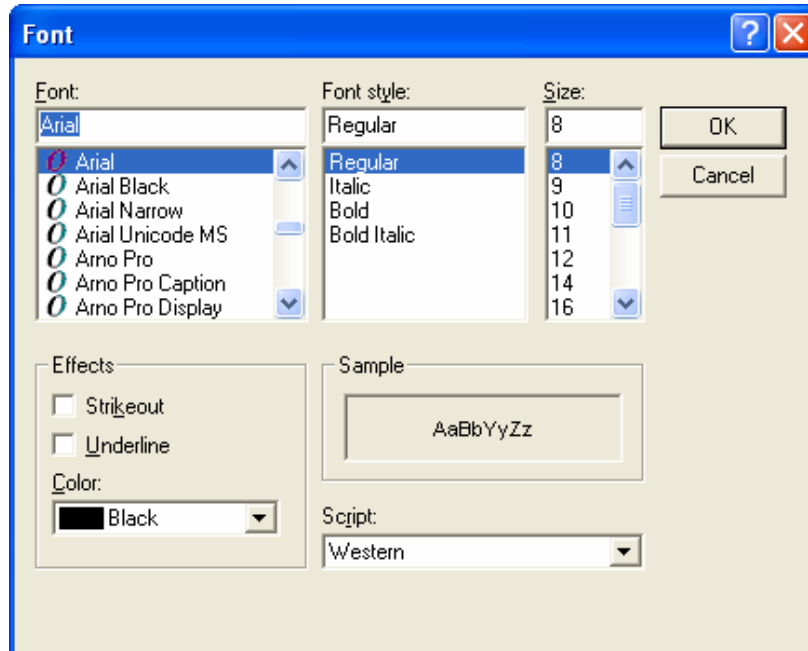 Font
Font:
Arial
Arial
Arial Black
Arial Narrow
Arial Unicode MS
Arno Pro
Arno Pro Caption
Arno Pro Display
Font style:
Regular
Regular
Italic
Bold
Bold Italic
Size:
8
8
9
10
11
12
14
16
OK
Cancel
Effects
Strikeout
Underline
Color:
Black
Sample
AaBbYyZz
Script:
Western